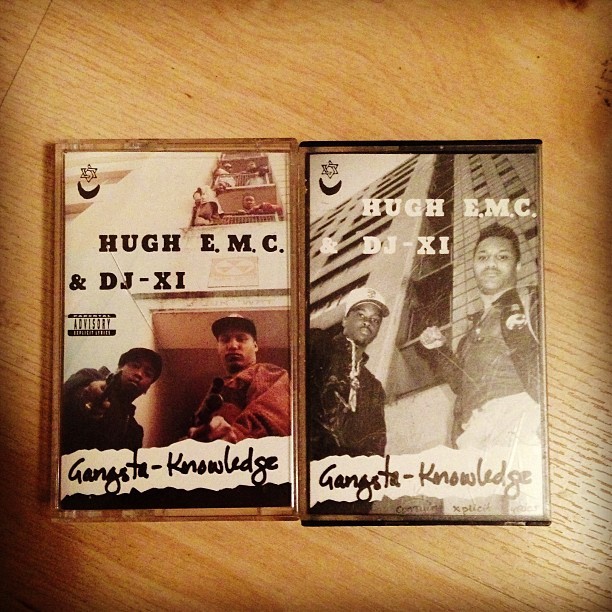 HUGH E.M.C.
& DJ-XI
PARENTAL
ADVISORY
EXPLICIT LYRICS
Gangsta-Knowledge
HUGH E.M.C.
& DJ-XI
Gangsta-Knowledge